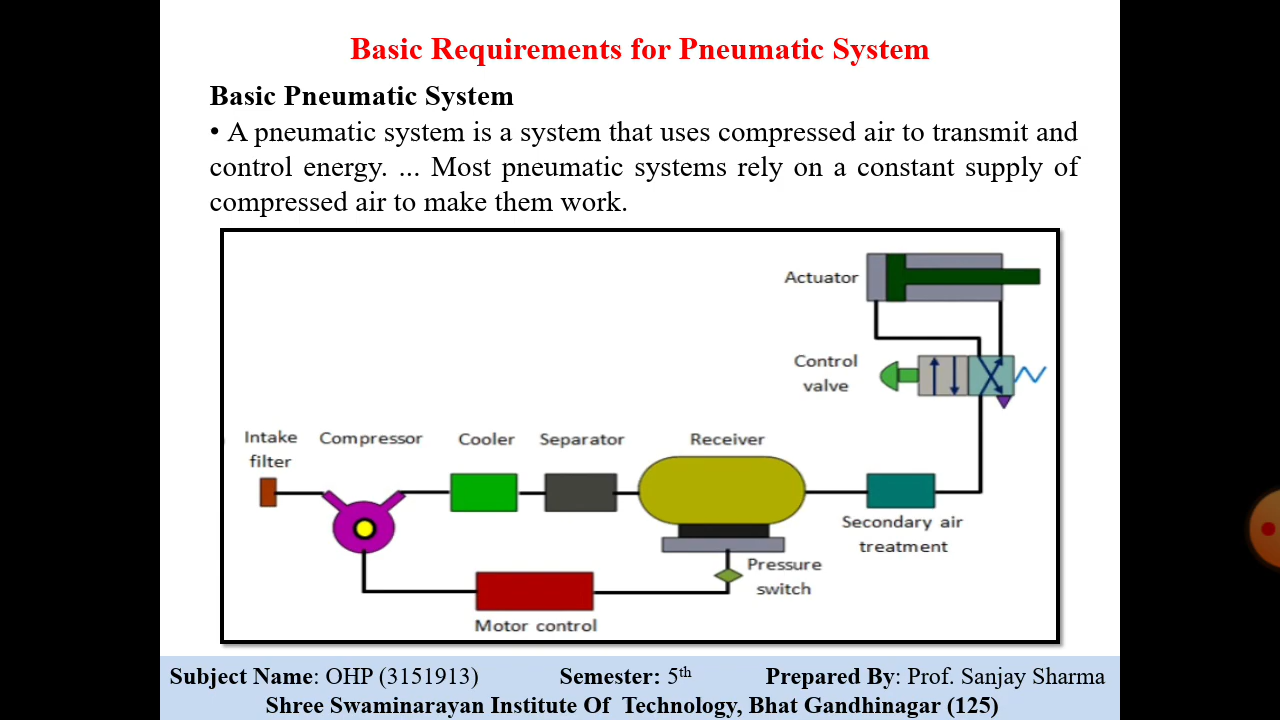 Basic Requirements for Pneumatic System
Basic Pneumatic System
• A pneumatic system is a system that uses compressed air to transmit and
control energy. ... Most pneumatic systems rely on a constant supply of
compressed air to make them work.
Actuator
Control
valve
Intake
filter
Compressor
Cooler
Separator
Receiver
Secondary air
treatment
Pressure
switch
Motor control
Subject Name: OHP (3151913) Semester: 5th Prepared By: Prof. Sanjay Sharma
Shree Swaminarayan Institute Of Technology, Bhat Gandhinagar (125)